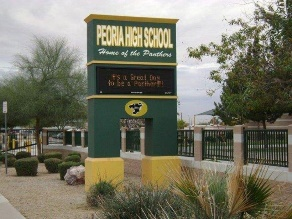 PEORIA HIGH SCHOOL
Home of the Panthers
It's a Great Day
to be a Panther!!